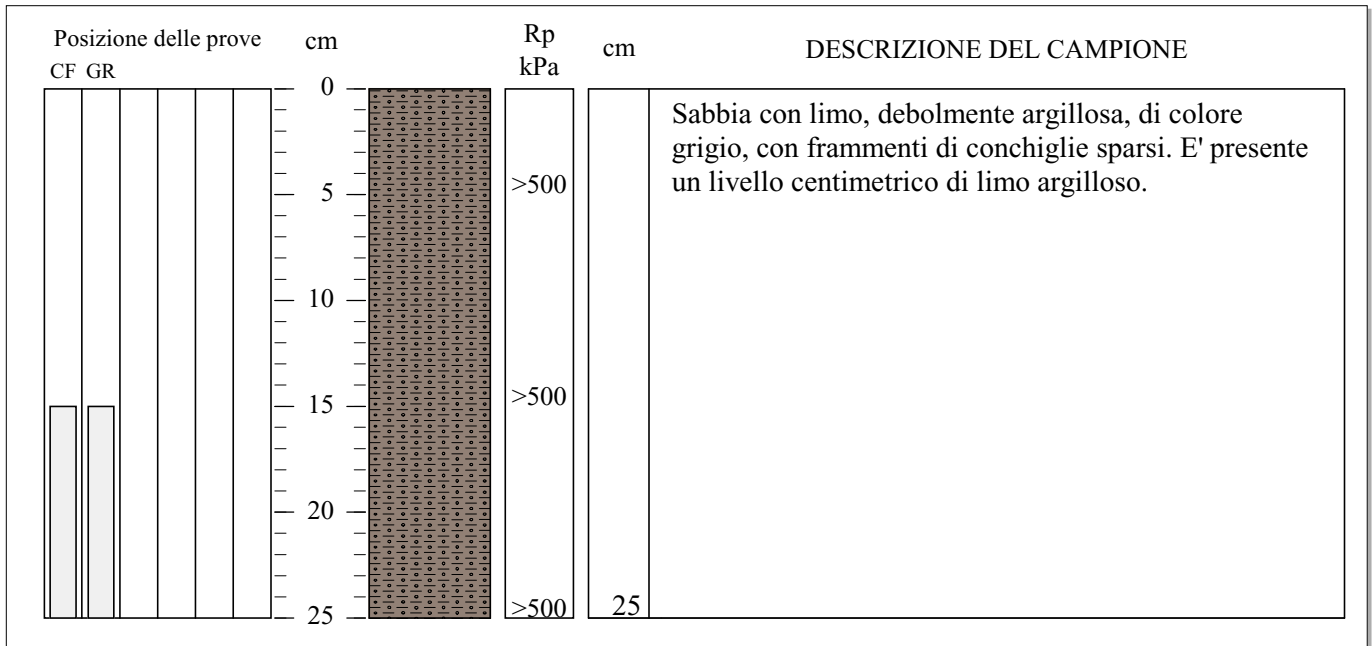 Posizione delle prove
CF GR
cm
Rp
kPa
cm
DESCRIZIONE DEL CAMPIONE
0
5
10
15
20
25
>500
>500
>500
25
Sabbia con limo, debolmente argillosa, di colore
grigio, con frammenti di conchiglie sparsi. E' presente
un livello centimetrico di limo argilloso.